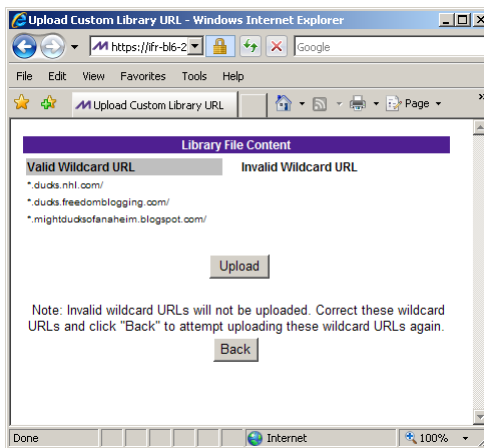 Upload Custom Library URL - Windows Internet Explorer
https://ifr-bl6-2
Google
File Edit View Favorites Tools Help
Upload Custom Library URL
Page
Library File Content
Valid Wildcard URL Invalid Wildcard URL
*.ducks.nhl.com/
*.ducks.freedomblogging.com/
*.mightducksofanaheim.blogspot.com/
Upload
Note: Invalid wildcard URLs will not be uploaded. Correct these wildcard
URLs and click "Back" to attempt uploading these wildcard URLs again.
Back
Done Internet 100%